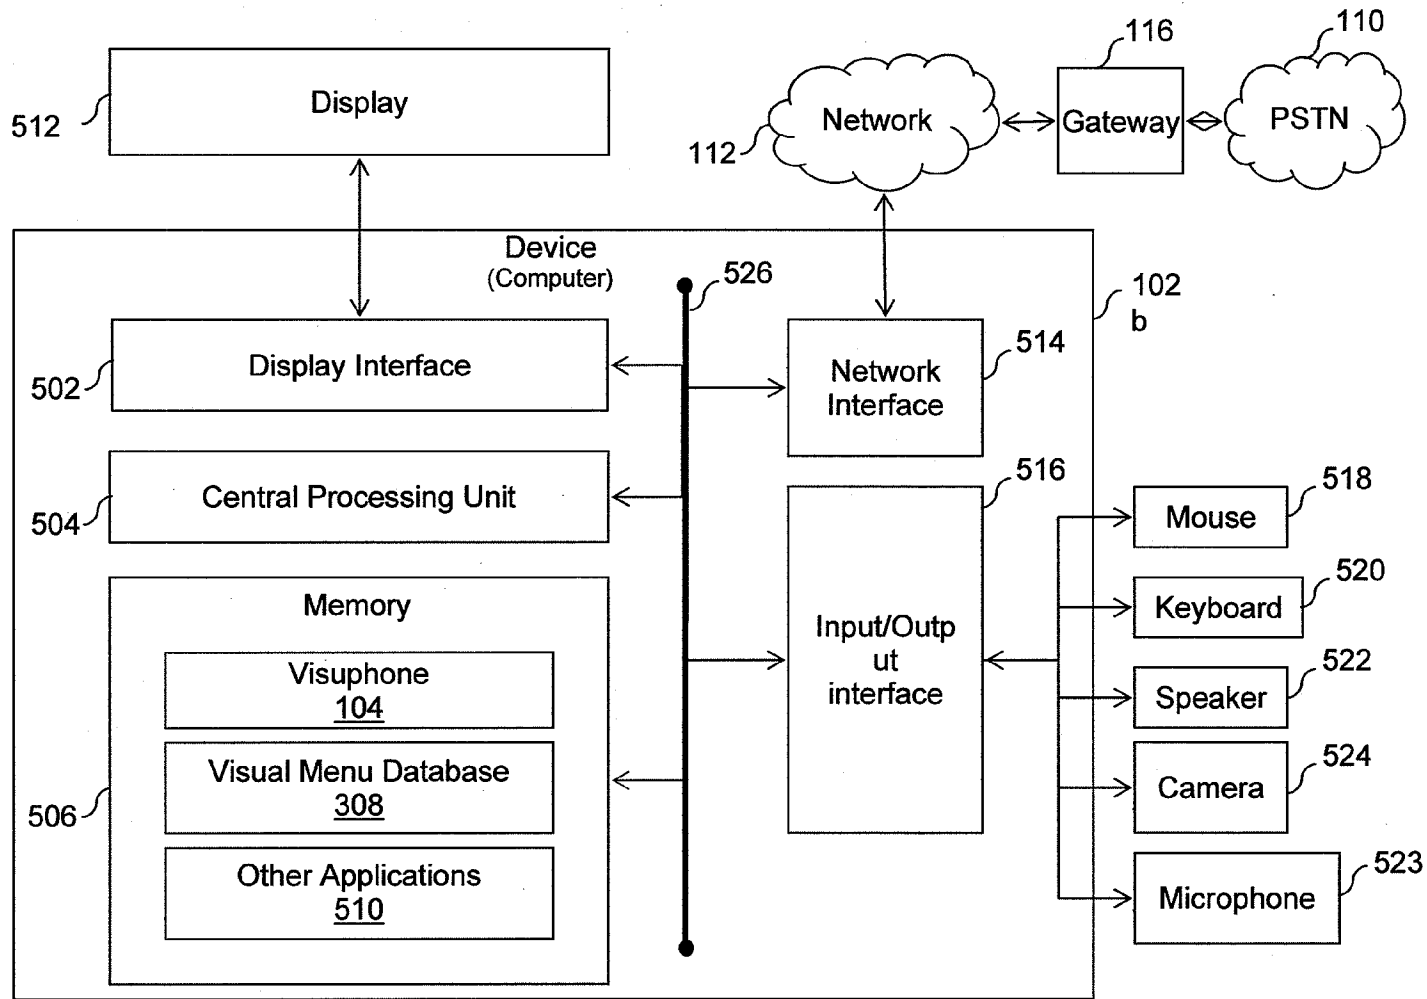 116
110
512
Display
112
Network
Gateway
PSTN
Device
(Computer)
526
102
b
502
Display Interface
514
Network
Interface
504
Central Processing Unit
516
Input/Outp
ut
interface
518
Mouse
520
Keyboard
522
Speaker
524
Camera
523
Microphone
506
Memory
Visuphone
104
Visual Menu Database
308
Other Applications
510